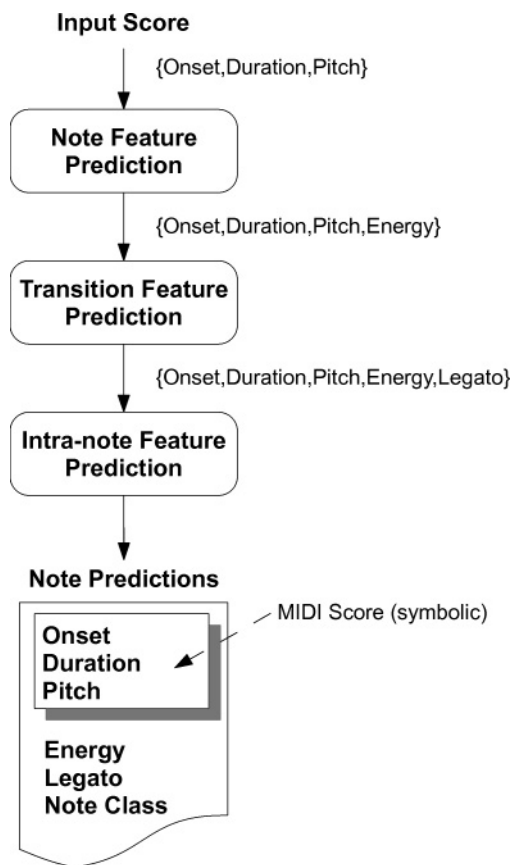 Input Score
{Onset,Duration,Pitch}
Note Feature
Prediction
{Onset,Duration,Pitch,Energy}
Transition Feature
Prediction
{Onset,Duration,Pitch,Energy,Legato}
Intra-note Feature
Prediction
Note Predictions
MIDI Score (symbolic)
Onset
Duration
Pitch
Energy
Legato
Note Class